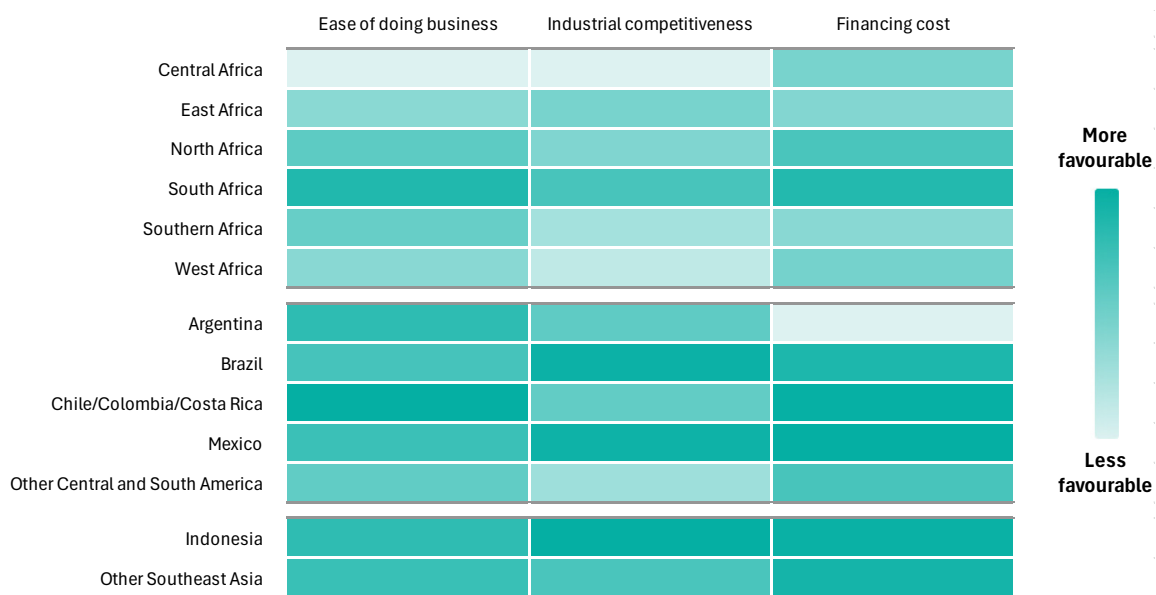 Ease of doing business
Industrial competitiveness
Financing cost
Central Africa
East Africa
North Africa
South Africa
Southern Africa
West Africa
Argentina
Brazil
Chile/Colombia/Costa Rica
Mexico
Other Central and South America
Indonesia
Other Southeast Asia
More
favourable
Less
favourable